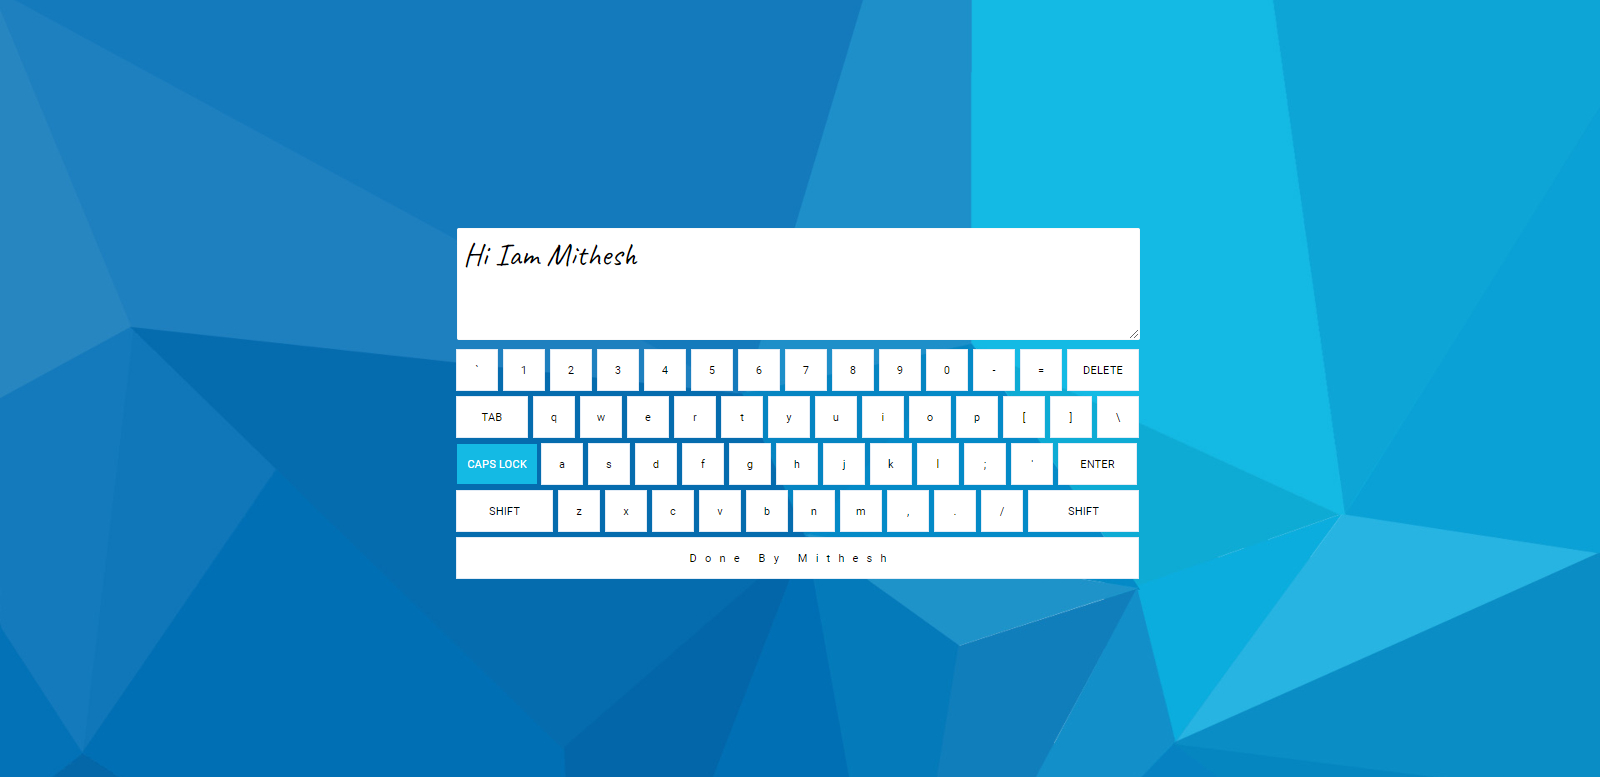 Hi Iam Mithesh
` 1 2 3 4 5 6 7 8 9 0 - = DELETE
TAB q w e r t y u i o p [ ] \
CAPS LOCK a s d f g h j k l ; ' ENTER
SHIFT z x c v b n m , . / SHIFT
Done By Mithesh